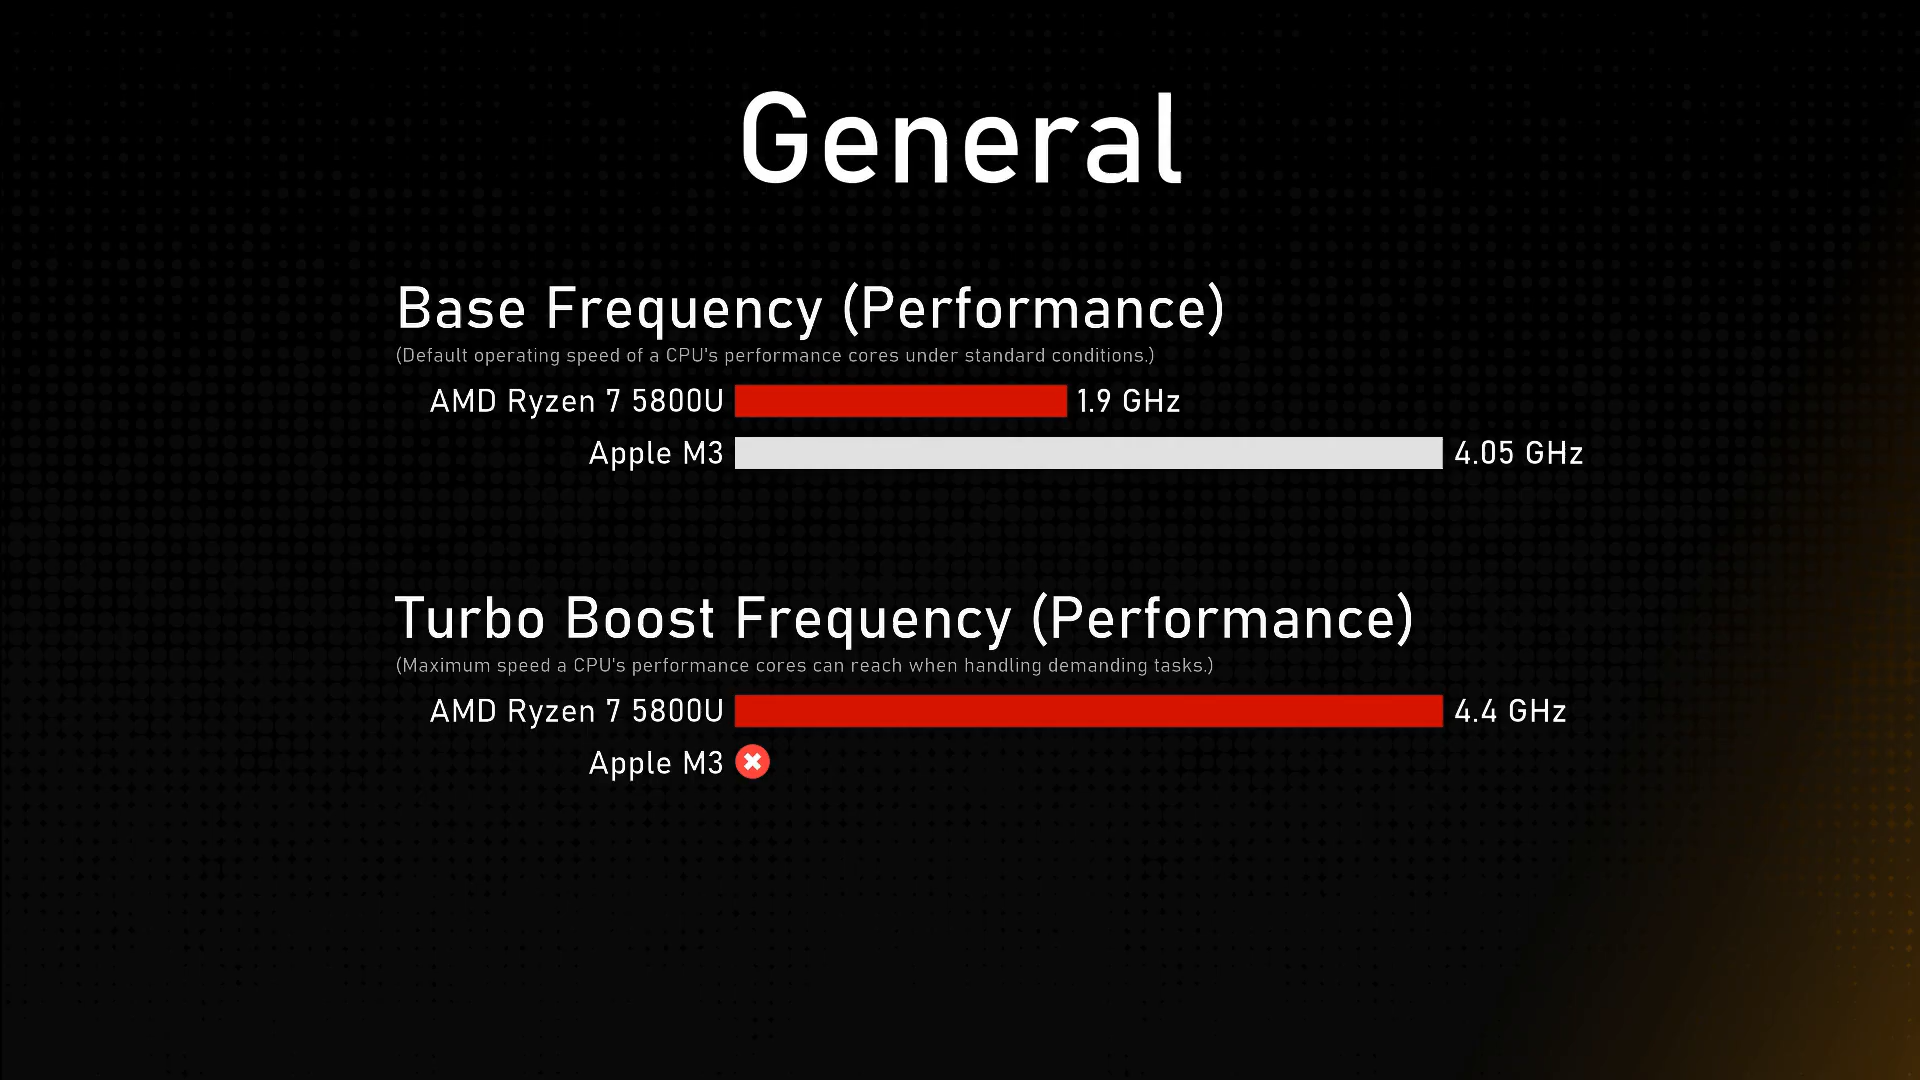 General
Base Frequency (Performance)
(Default operating speed of a CPU's performance cores under standard conditions.)
AMD Ryzen 7 5800U 1.9 GHz
Apple M3 4.05 GHz
Turbo Boost Frequency (Performance)
(Maximum speed a CPU's performance cores can reach when handling demanding tasks.)
AMD Ryzen 7 5800U 4.4 GHz
Apple M3